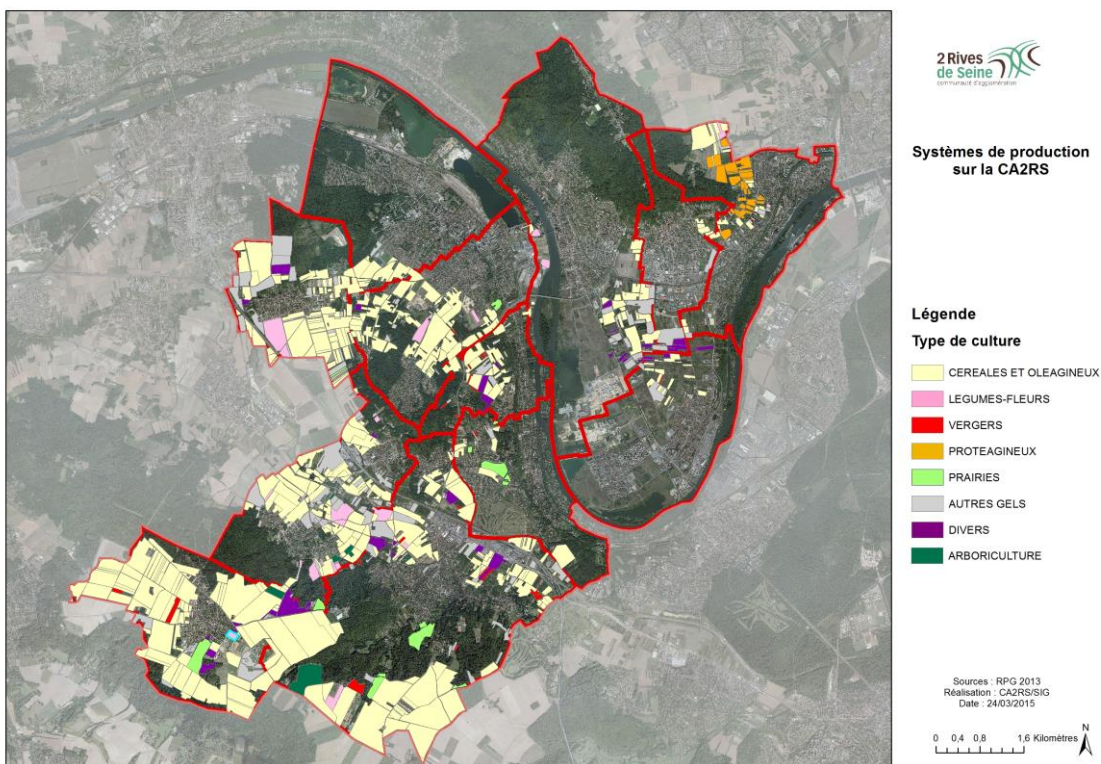 2 Rives
de Seine
communauté d'agglomération
Systèmes de production
sur la CA2RS
Légende
Type de culture
CEREALES ET OLEAGINEUX
LEGUMES-FLEURS
VERGERS
PROTEAGINEUX
PRAIRIES
AUTRES GELS
DIVERS
ARBORICULTURE
Sources : RPG 2013
Réalisation : CA2RS/SIG
Date : 24/03/2015
N
0 0,4 0,8 1,6 Kilomètres